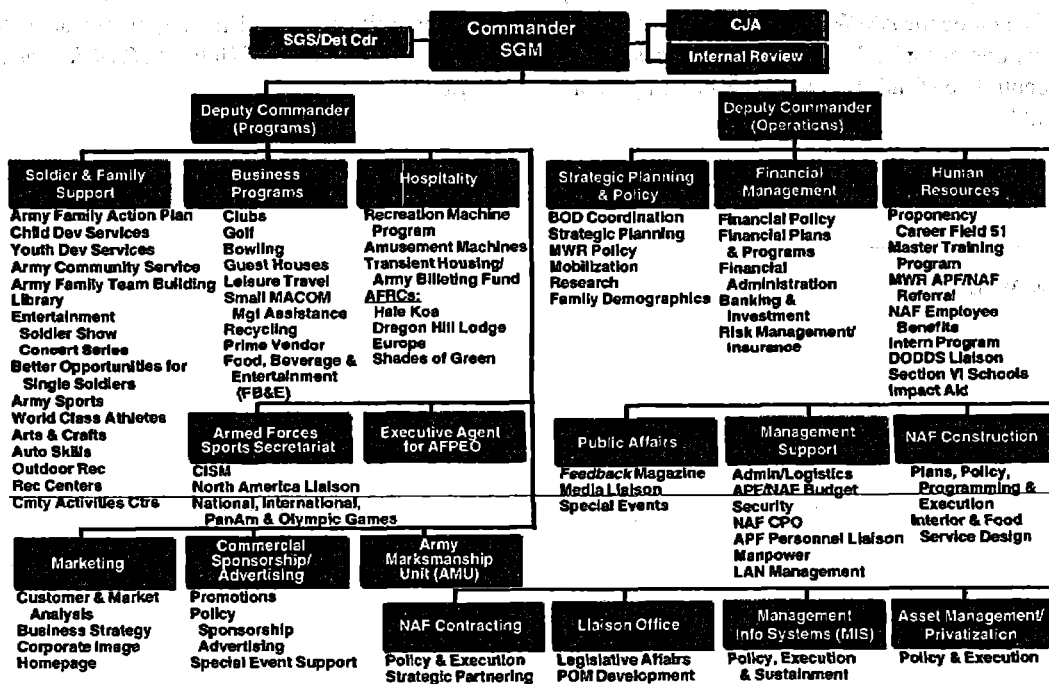 Commander
SGM
SGS/Det Cdr
CJA
Internal Review
Deputy Commander
(Programs)
Deputy Commander
(Operations)
Soldier & Family
Support
Army Family Action Plan
Child Dev Services
Youth Dev Services
Army Community Service
Army Family Team Building
Library
Entertainment
Soldier Show
Concert Series
Better Opportunities for
Single Soldiers
Army Sports
World Class Athletes
Arts & Crafts
Auto Skills
Outdoor Rec
Rec Centers
Cmty Activities Ctrs
Business
Programs
Clubs
Golf
Bowling
Guest Houses
Leisure Travel
Small MACOM
Mgt Assistance
Recycling
Prime Vendor
Food, Beverage &
Entertainment
(FB&E)
Hospitality
Recreation Machine
Program
Amusement Machines
Transient Housing/
Army Billeting Fund
AFRCs:
Hale Koa
Dragon Hill Lodge
Europe
Shades of Green
Strategic Planning
& Policy
BOD Coordination
Strategic Planning
MWR Policy
Mobilization
Research
Family Demographics
Financial
Management
Financial Policy
Financial Plans
& Programs
Financial
Administration
Banking &
Investment
Risk Management/
Insurance
Human
Resources
Proponency
Career Field 51
Master Training
Program
MWR APF/NAF
Referral
NAF Employee
Benefits
Intern Program
DODDS Liaison
Section VI Schools
Impact Aid
Armed Forces
Sports Secretariat
CISM
North America Liaison
National, International,
PanAm & Olympic Games
Executive Agent
for AFPEO
Public Affairs
Feedback Magazine
Media Liaison
Special Events
Management
Support
Admin/Logistics
APF/NAF Budget
Security
NAF CPO
APF Personnel Liaison
Manpower
LAN Management
NAF Construction
Plans, Policy,
Programming &
Execution
Interior & Food
Service Design
Marketing
Customer & Market
Analysis
Business Strategy
Corporate Image
Homepage
Commercial
Sponsorship/
Advertising
Promotions
Policy
Sponsorship
Advertising
Special Event Support
Army
Marksmanship
Unit (AMU)
NAF Contracting
Policy & Execution
Strategic Partnering
Liaison Office
Legislative Affairs
POM Development
Management
Info Systems (MIS)
Policy, Execution
& Sustainment
Asset Management/
Privatization
Policy & Execution